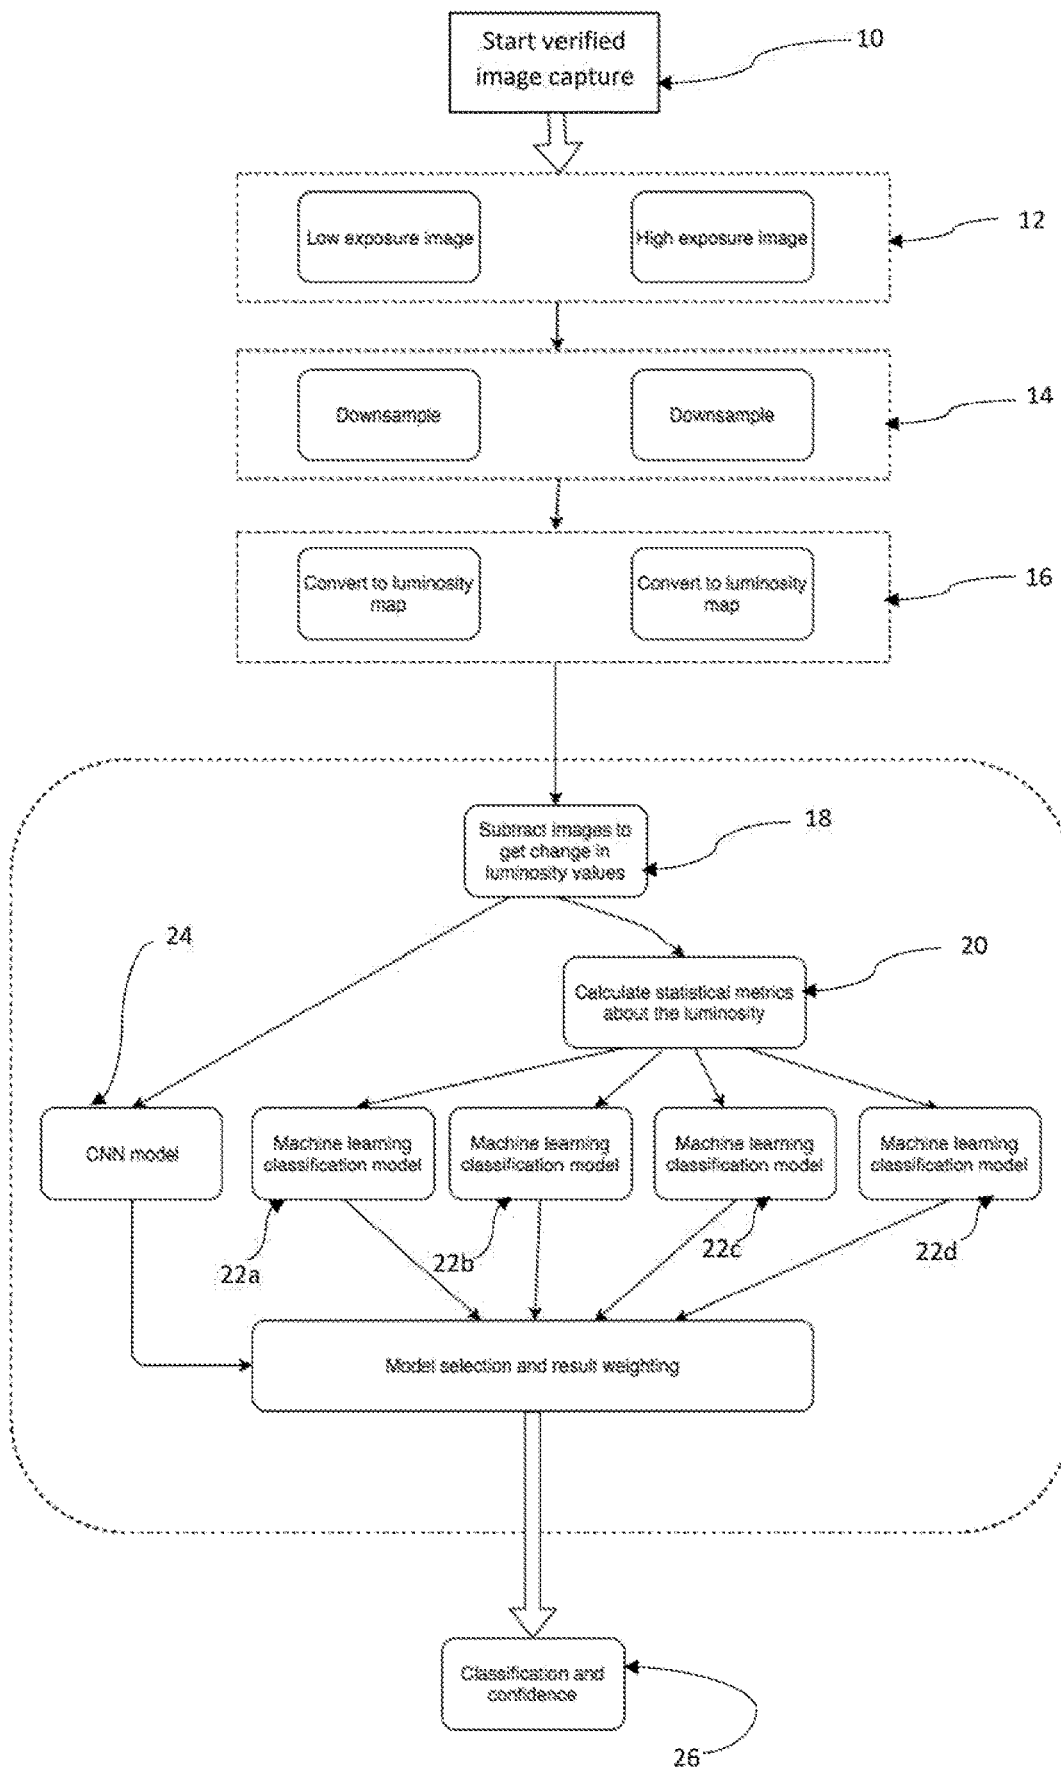 Start verified
image capture
10
Low exposure image
High exposure image
12
Downsample
Downsample
14
Convert to luminosity
map
Convert to luminosity
map
16
Subtract images to
get change in
luminosity values
18
24
Calculate statistical metrics
about the luminosity
20
CNN model
Machine learning
classification model
Machine learning
classification model
Machine learning
classification model
Machine learning
classification model
22a
22b
22c
22d
Model selection and result weighting
Classification and
confidence
26